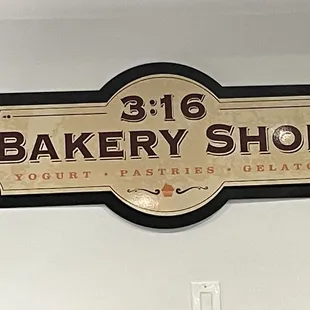 3:16
BAKERY SHO
YOGURT · PASTRIES · GELATO